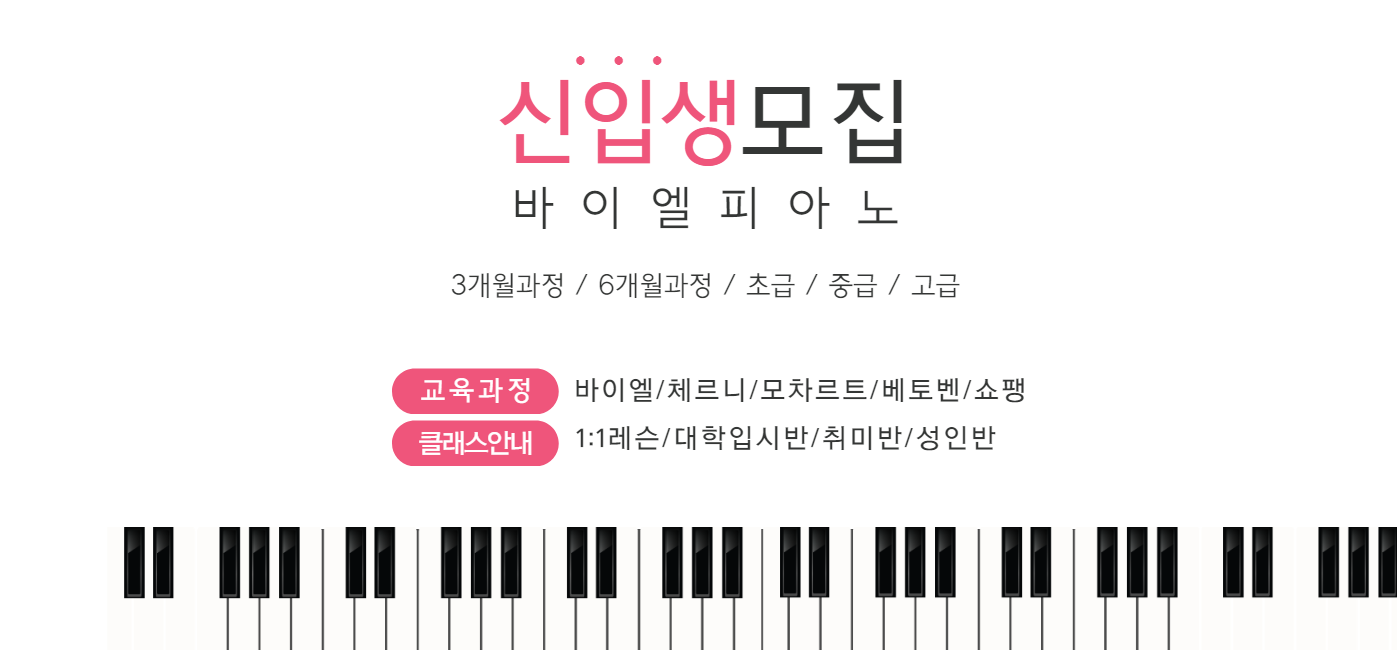 신입생모집
바이엘피아노
3개월과정 / 6개월과정 / 초급 / 중급 / 고급
교육과정 바이엘/체르니/모차르트/베토벤/쇼팽
클래스안내 1:1레슨/대학입시반/취미반/성인반